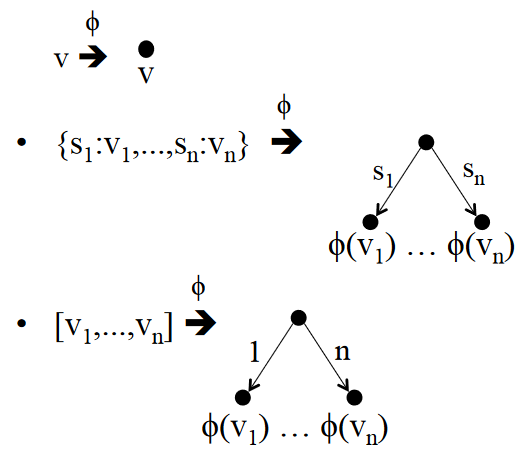 ϕ
v ➔
v
ϕ
• {s₁:v₁,...,sₙ:vₙ} ➔
s₁ sₙ
ϕ(v₁) … ϕ(vₙ)
ϕ
• [v₁,...,vₙ] ➔
1 n
ϕ(v₁) … ϕ(vₙ)